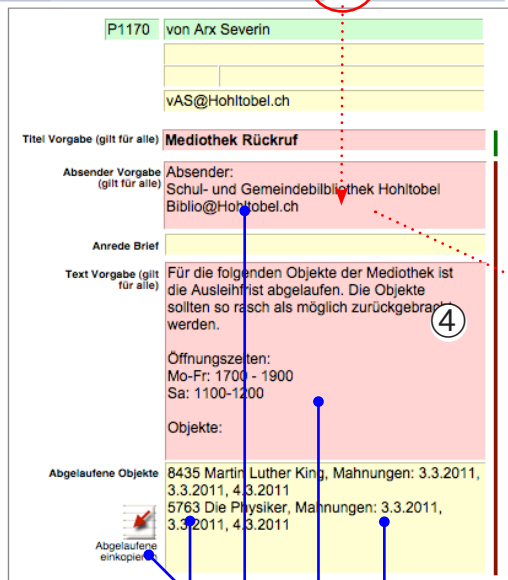 P1170 von Arx Severin
vAS@Hohltobel.ch
Titel Vorgabe (gilt für alle) Mediothek Rückruf
Absender Vorgabe (gilt für alle)
Absender:
Schul- und Gemeindebilbliothek Hohltobel
Biblio@Hohltobel.ch
Anrede Brief
Text Vorgabe (gilt für alle)
Für die folgenden Objekte der Mediothek ist
die Ausleihfrist abgelaufen. Die Objekte
sollten so rasch als möglich zurückgebracht
werden.
④
Öffnungszeiten:
Mo-Fr: 1700 - 1900
Sa: 1100-1200
Objekte:
Abgelaufene Objekte
8435 Martin Luther King, Mahnungen: 3.3.2011,
3.3.2011, 4.3.2011
5763 Die Physiker, Mahnungen: 3.3.2011,
3.3.2011, 4.3.2011
Abgelaufene
einkopieren